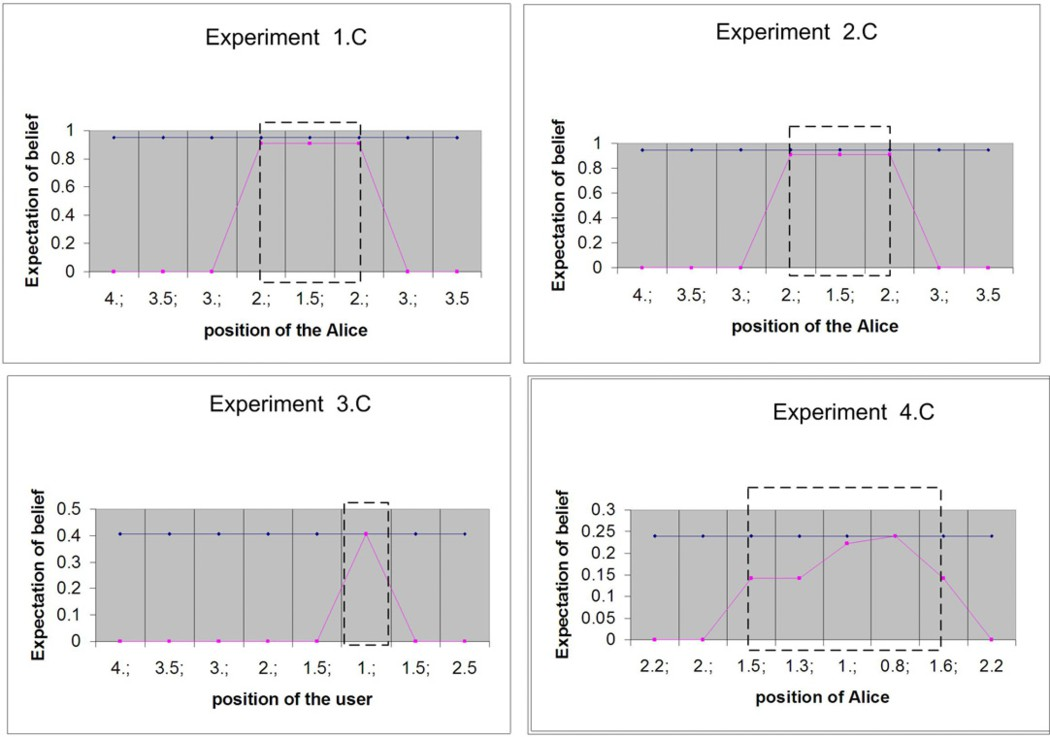 Experiment 1.C
Expectation of belief
1
0.8
0.6
0.4
0.2
0
4.; 3.5; 3.; 2.; 1.5; 2.; 3.; 3.5
position of the Alice
Experiment 2.C
Expectation of belief
1
0.8
0.6
0.4
0.2
0
4.; 3.5; 3.; 2.; 1.5; 2.; 3.; 3.5
position of the Alice
Experiment 3.C
Expectation of belief
0.5
0.4
0.3
0.2
0.1
0
4.; 3.5; 3.; 2.; 1.5; 1.; 1.5 2.5
position of the user
Experiment 4.C
Expectation of belief
0.3
0.25
0.2
0.15
0.1
0.05
0
2.2; 2.; 1.5; 1.3; 1.; 0.8; 1.6; 2.2
position of Alice